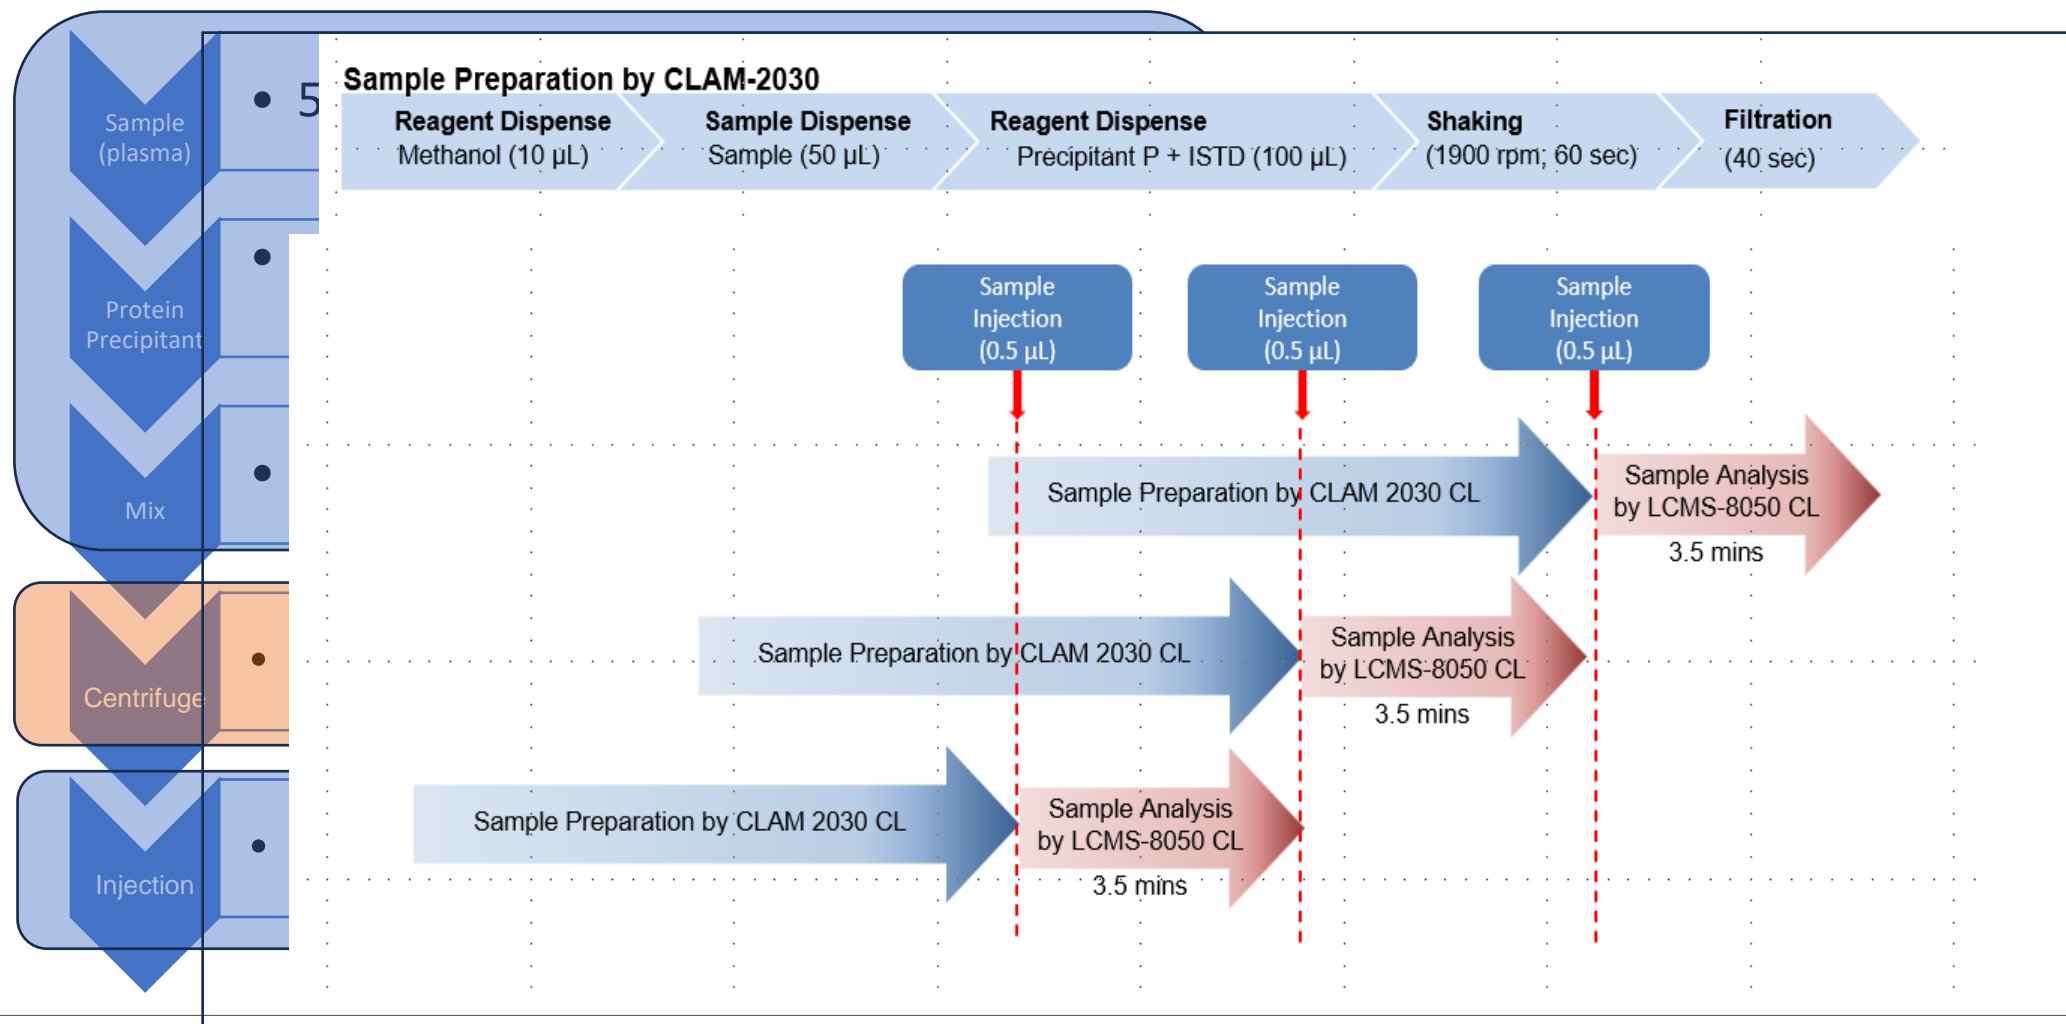 Sample
(plasma)
• 5
Protein
Precipitant
•
Mix
•
Centrifuge
•
Injection
•
Sample Preparation by CLAM-2030
Reagent Dispense
Methanol (10 µL)
Sample Dispense
Sample (50 µL)
Reagent Dispense
Precipitant P + ISTD (100 µL)
Shaking
(1900 rpm; 60 sec)
Filtration
(40 sec)
Sample
Injection
(0.5 µL)
Sample
Injection
(0.5 µL)
Sample
Injection
(0.5 µL)
Sample Preparation by CLAM 2030 CL
Sample Analysis
by LCMS-8050 CL
3.5 mins
Sample Preparation by CLAM 2030 CL
Sample Analysis
by LCMS-8050 CL
3.5 mins
Sample Preparation by CLAM 2030 CL
Sample Analysis
by LCMS-8050 CL
3.5 mins